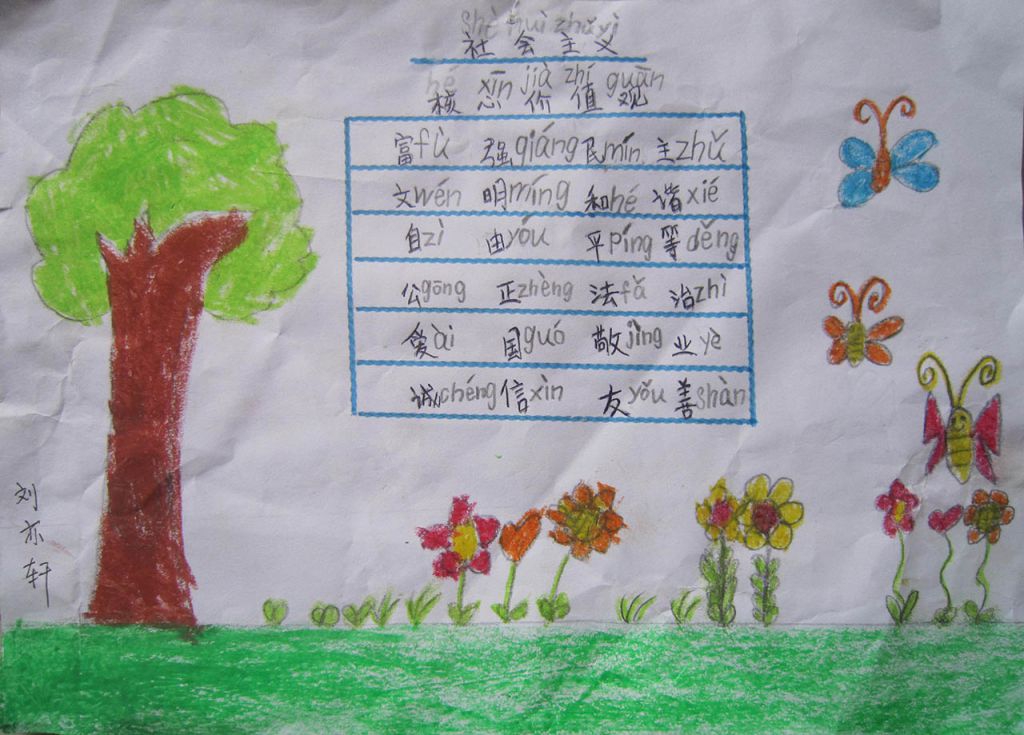 shè huì zhǔ yì
社会主义
hé xīn jià zhí guān
核心价值观
富fù 强qiáng 民mín 主zhǔ
文wén 明míng 和hé 谐xié
自zì 由yóu 平píng 等děng
公gōng 正zhèng 法fǎ 治zhì
爱ài 国guó 敬jìng 业yè
诚chéng 信xìn 友yǒu 善shàn
刘亦轩